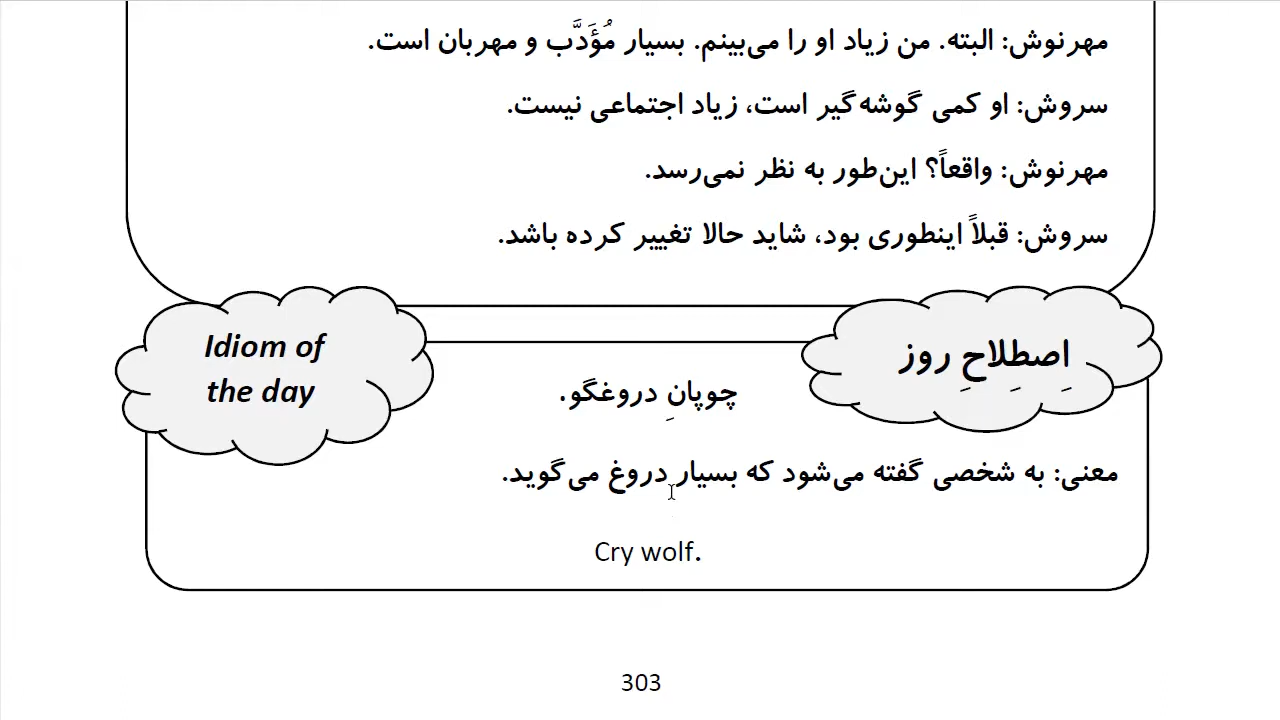 مهرنوش: البته. من زیاد او را می‌بینم. بسیار مُؤَدَّب و مهربان است.
سروش: او کمی گوشه‌گیر است، زیاد اجتماعی نیست.
مهرنوش: واقعاً؟ این‌طور به نظر نمی‌رسد.
سروش: قبلاً اینطوری بود، شاید حالا تغییر کرده باشد.
اِصطِلاحِ روز
Idiom of
the day
چوپانِ دروغگو.
معنی: به شخصی گفته می‌شود که بسیار دروغ می‌گوید.
Cry wolf.
303